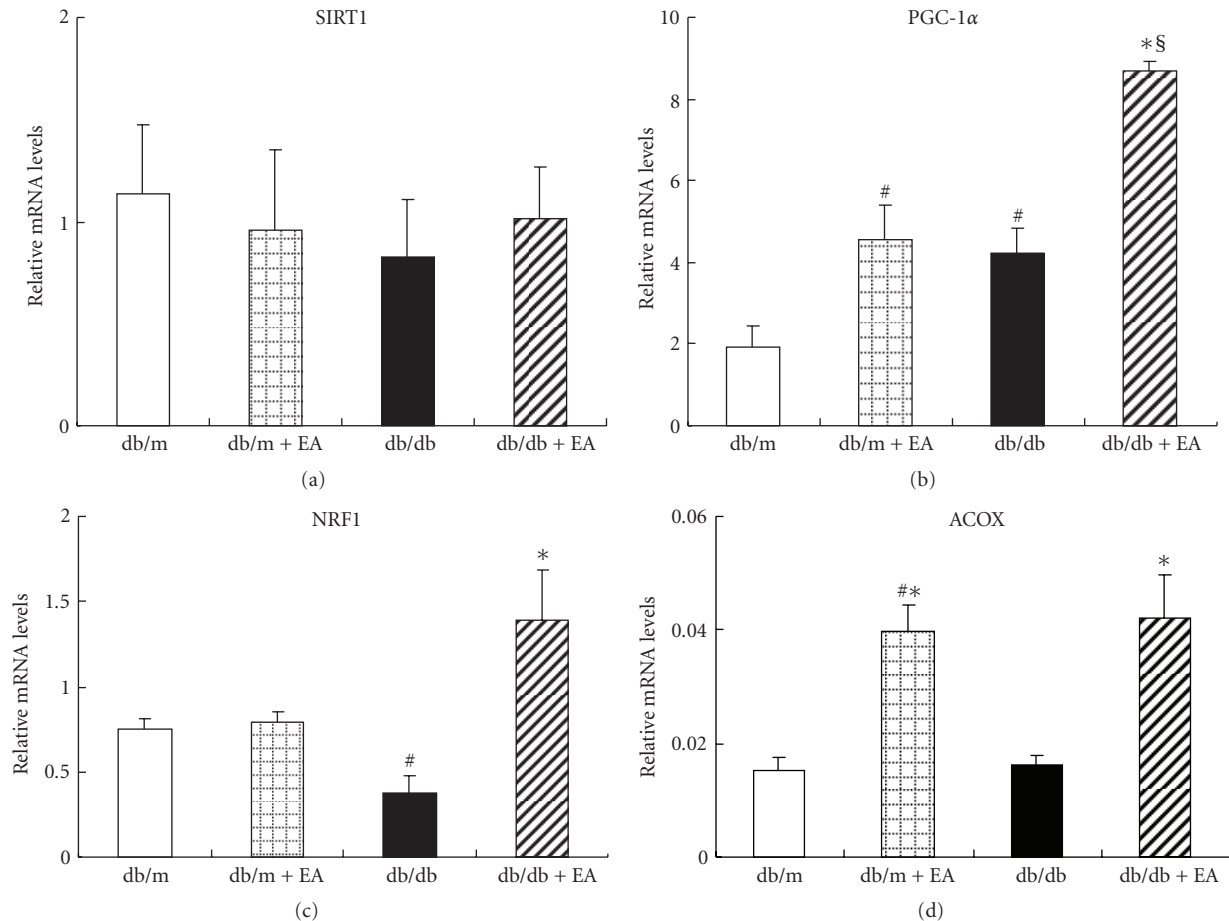 SIRT1
2
1
0
Relative mRNA levels
db/m
db/m + EA
db/db
db/db + EA
(a)
PGC-1α
10
8
6
4
2
0
Relative mRNA levels
#
#
*§
db/m
db/m + EA
db/db
db/db + EA
(b)
NRF1
2
1.5
1
0.5
0
Relative mRNA levels
#
*
db/m
db/m + EA
db/db
db/db + EA
(c)
ACOX
0.06
0.04
0.02
0
Relative mRNA levels
#*
*
db/m
db/m + EA
db/db
db/db + EA
(d)